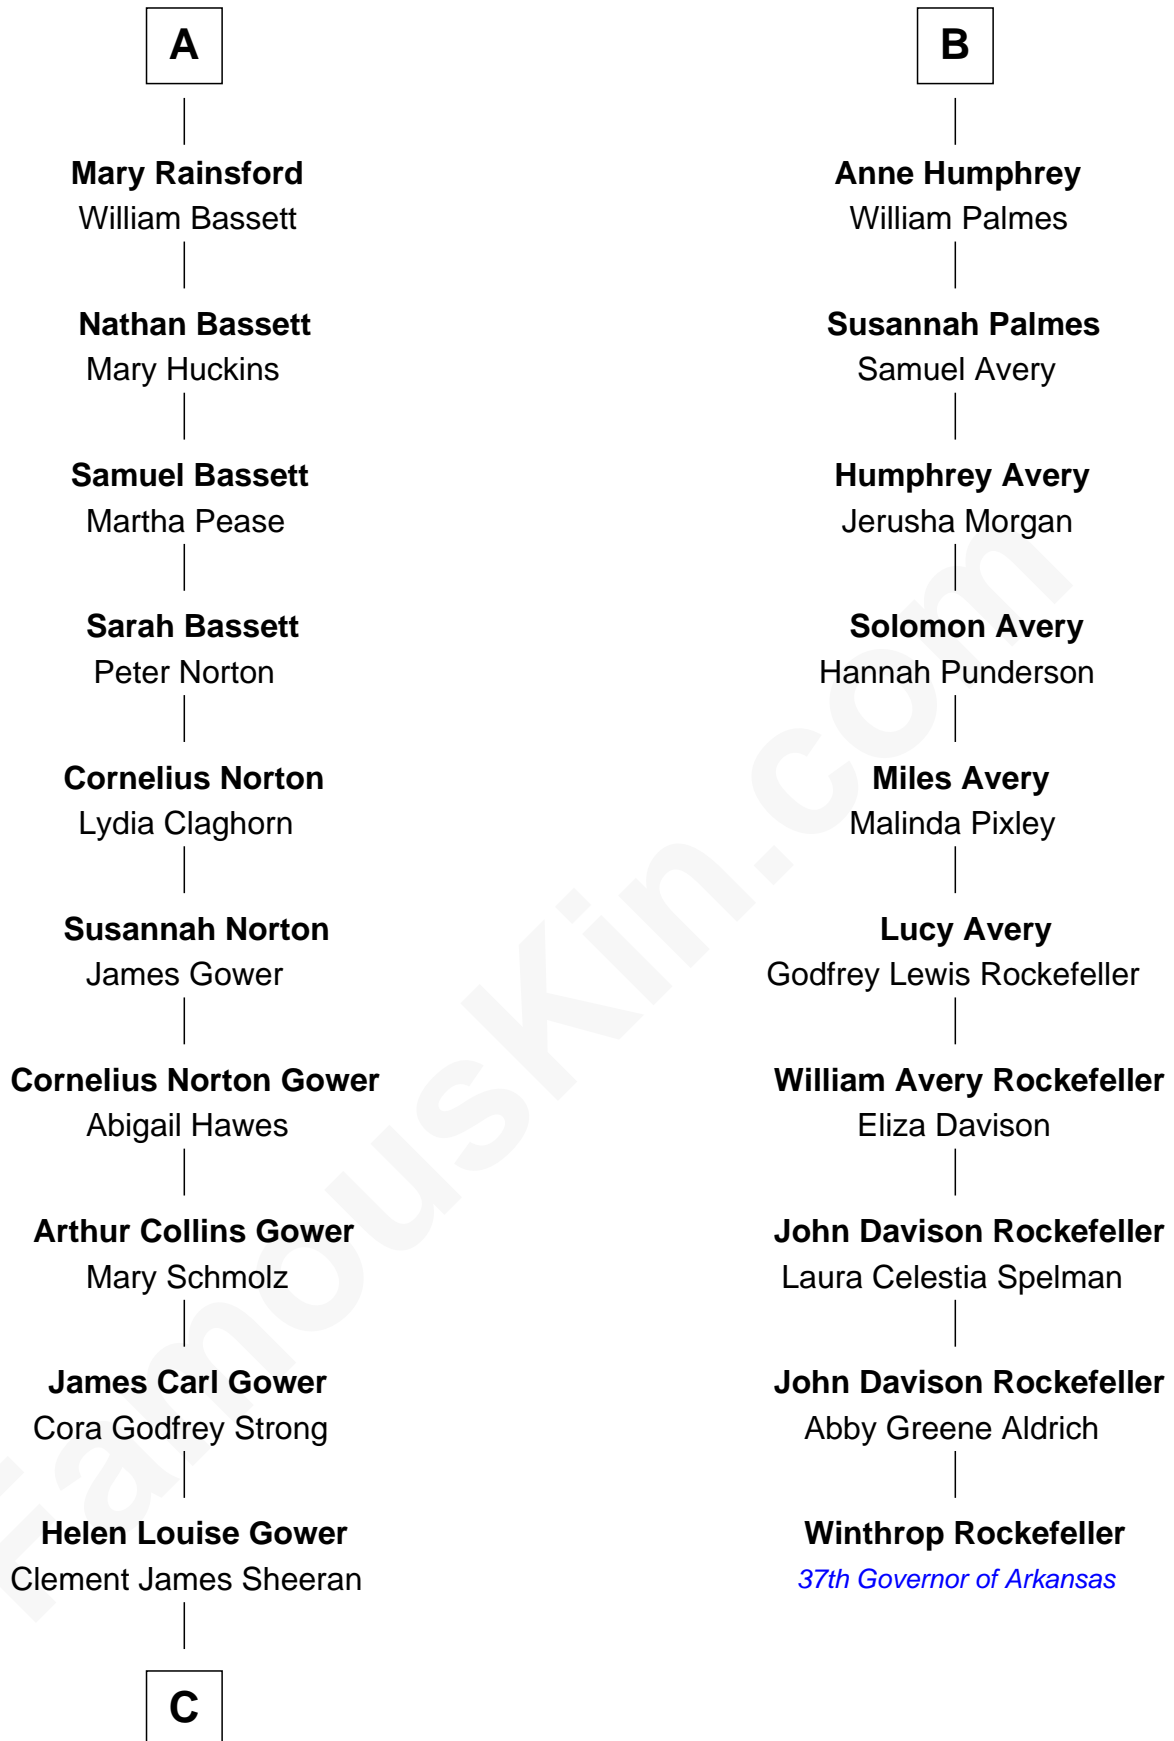 A
Mary Rainsford
William Bassett
Nathan Bassett
Mary Huckins
Samuel Bassett
Martha Pease
Sarah Bassett
Peter Norton
Cornelius Norton
Lydia Claghorn
Susannah Norton
James Gower
Cornelius Norton Gower
Abigail Hawes
Arthur Collins Gower
Mary Schmolz
James Carl Gower
Cora Godfrey Strong
Helen Louise Gower
Clement James Sheeran
C
B
Anne Humphrey
William Palmes
Susannah Palmes
Samuel Avery
Humphrey Avery
Jerusha Morgan
Solomon Avery
Hannah Punderson
Miles Avery
Malinda Pixley
Lucy Avery
Godfrey Lewis Rockefeller
William Avery Rockefeller
Eliza Davison
John Davison Rockefeller
Laura Celestia Spelman
John Davison Rockefeller
Abby Greene Aldrich
Winthrop Rockefeller
37th Governor of Arkansas
FamousKin.com